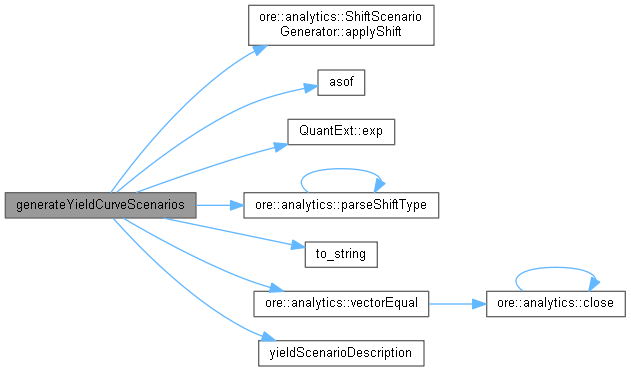 ore::analytics::ShiftScenario
Generator::applyShift
asof
QuantExt::exp
generateYieldCurveScenarios
ore::analytics::parseShiftType
to_string
ore::analytics::vectorEqual
ore::analytics::close
yieldScenarioDescription